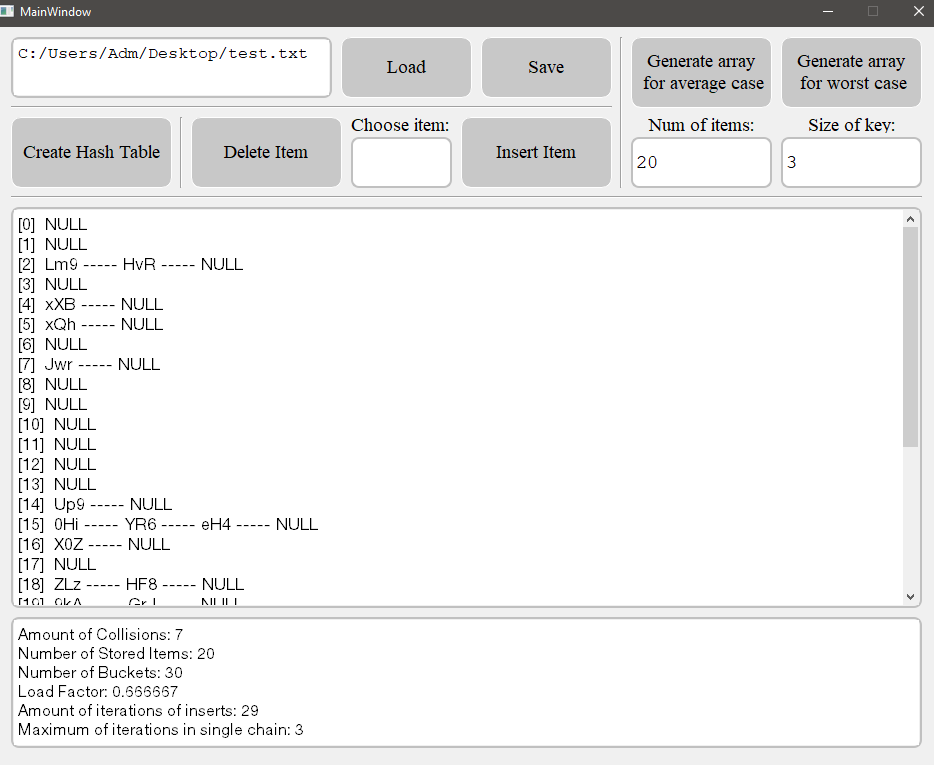 MainWindow
C:/Users/Adm/Desktop/test.txt
Load
Save
Generate array
for average case
Generate array
for worst case
Create Hash Table
Delete Item
Choose item:
Insert Item
Num of items:
20
Size of key:
3
[0] NULL
[1] NULL
[2] Lm9 ----- HvR ----- NULL
[3] NULL
[4] xXB ----- NULL
[5] xQh ----- NULL
[6] NULL
[7] Jwr ----- NULL
[8] NULL
[9] NULL
[10] NULL
[11] NULL
[12] NULL
[13] NULL
[14] Up9 ----- NULL
[15] 0Hi ----- YR6 ----- eH4 ----- NULL
[16] X0Z ----- NULL
[17] NULL
[18] ZLz ----- HF8 ----- NULL
[19] 9kA ----- ----- NULL
Amount of Collisions: 7
Number of Stored Items: 20
Number of Buckets: 30
Load Factor: 0.666667
Amount of iterations of inserts: 29
Maximum of iterations in single chain: 3